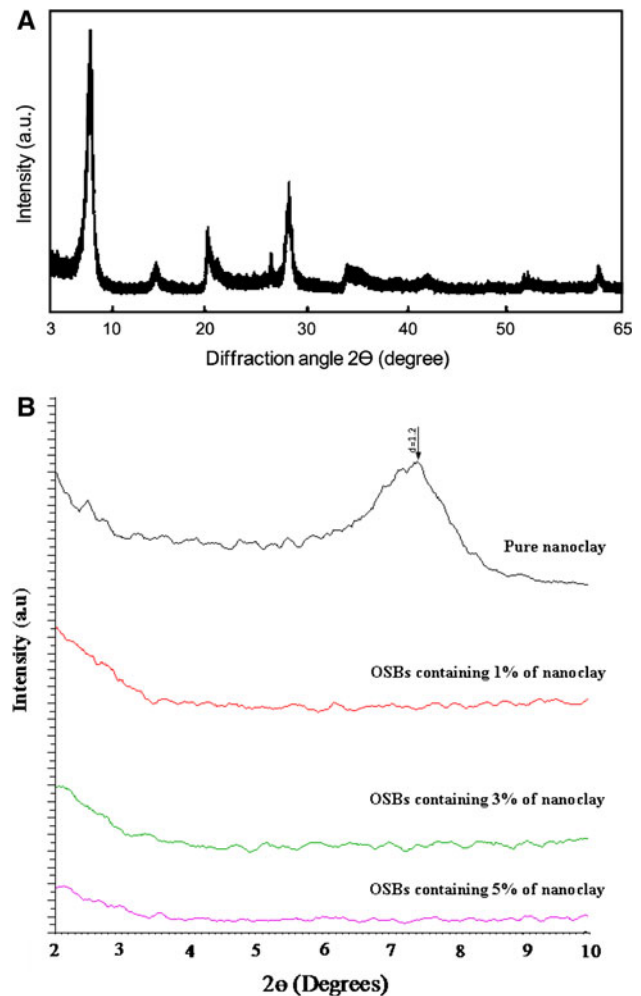 A
Intensity (a.u.)
3 10 20 30 40 50 65
Diffraction angle 2Θ (degree)
B
d=1.2
Pure nanoclay
OSBs containing 1% of nanoclay
OSBs containing 3% of nanoclay
OSBs containing 5% of nanoclay
Intensity (a.u)
2 3 4 5 6 7 8 9 10
2ɵ (Degrees)